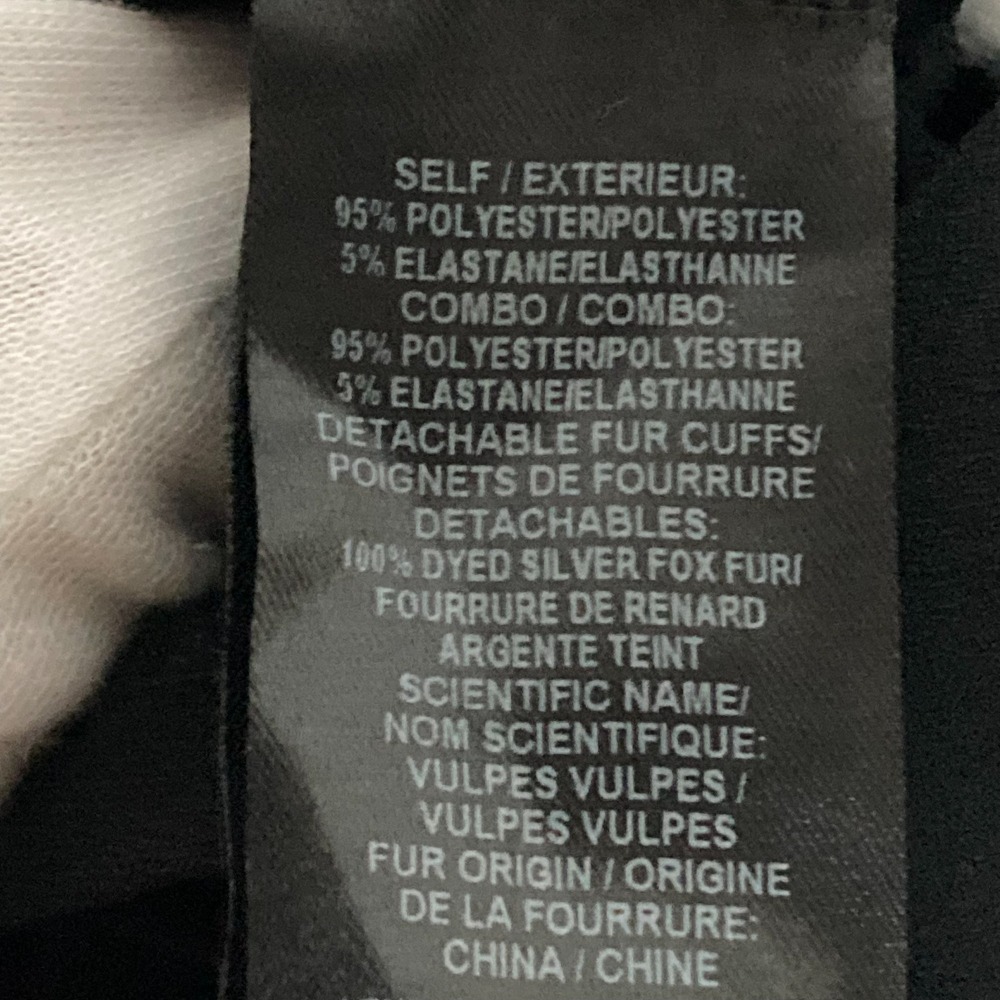 SELF / EXTERIEUR:
95% POLYESTER/POLYESTER
5% ELASTANE/ELASTHANNE
COMBO / COMBO:
95% POLYESTER/POLYESTER
5% ELASTANE/ELASTHANNE
DETACHABLE FUR CUFFS/
POIGNETS DE FOURRURE
DETACHABLES:
100% DYED SILVER FOX FUR/
FOURRURE DE RENARD
ARGENTE TEINT
SCIENTIFIC NAME/
NOM SCIENTIFIQUE:
VULPES VULPES /
VULPES VULPES
FUR ORIGIN / ORIGINE
DE LA FOURRURE:
CHINA / CHINE